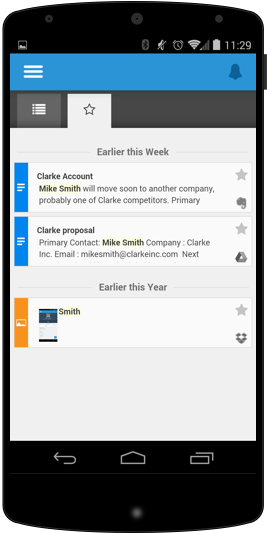 11:29
Earlier this Week
Clarke Account
Mike Smith will move soon to another company,
probably one of Clarke competitors. Primary
Clarke proposal
Primary Contact: Mike Smith Company : Clarke
Inc. Email : mikesmith@clarkeinc.com Next
Earlier this Year
Smith